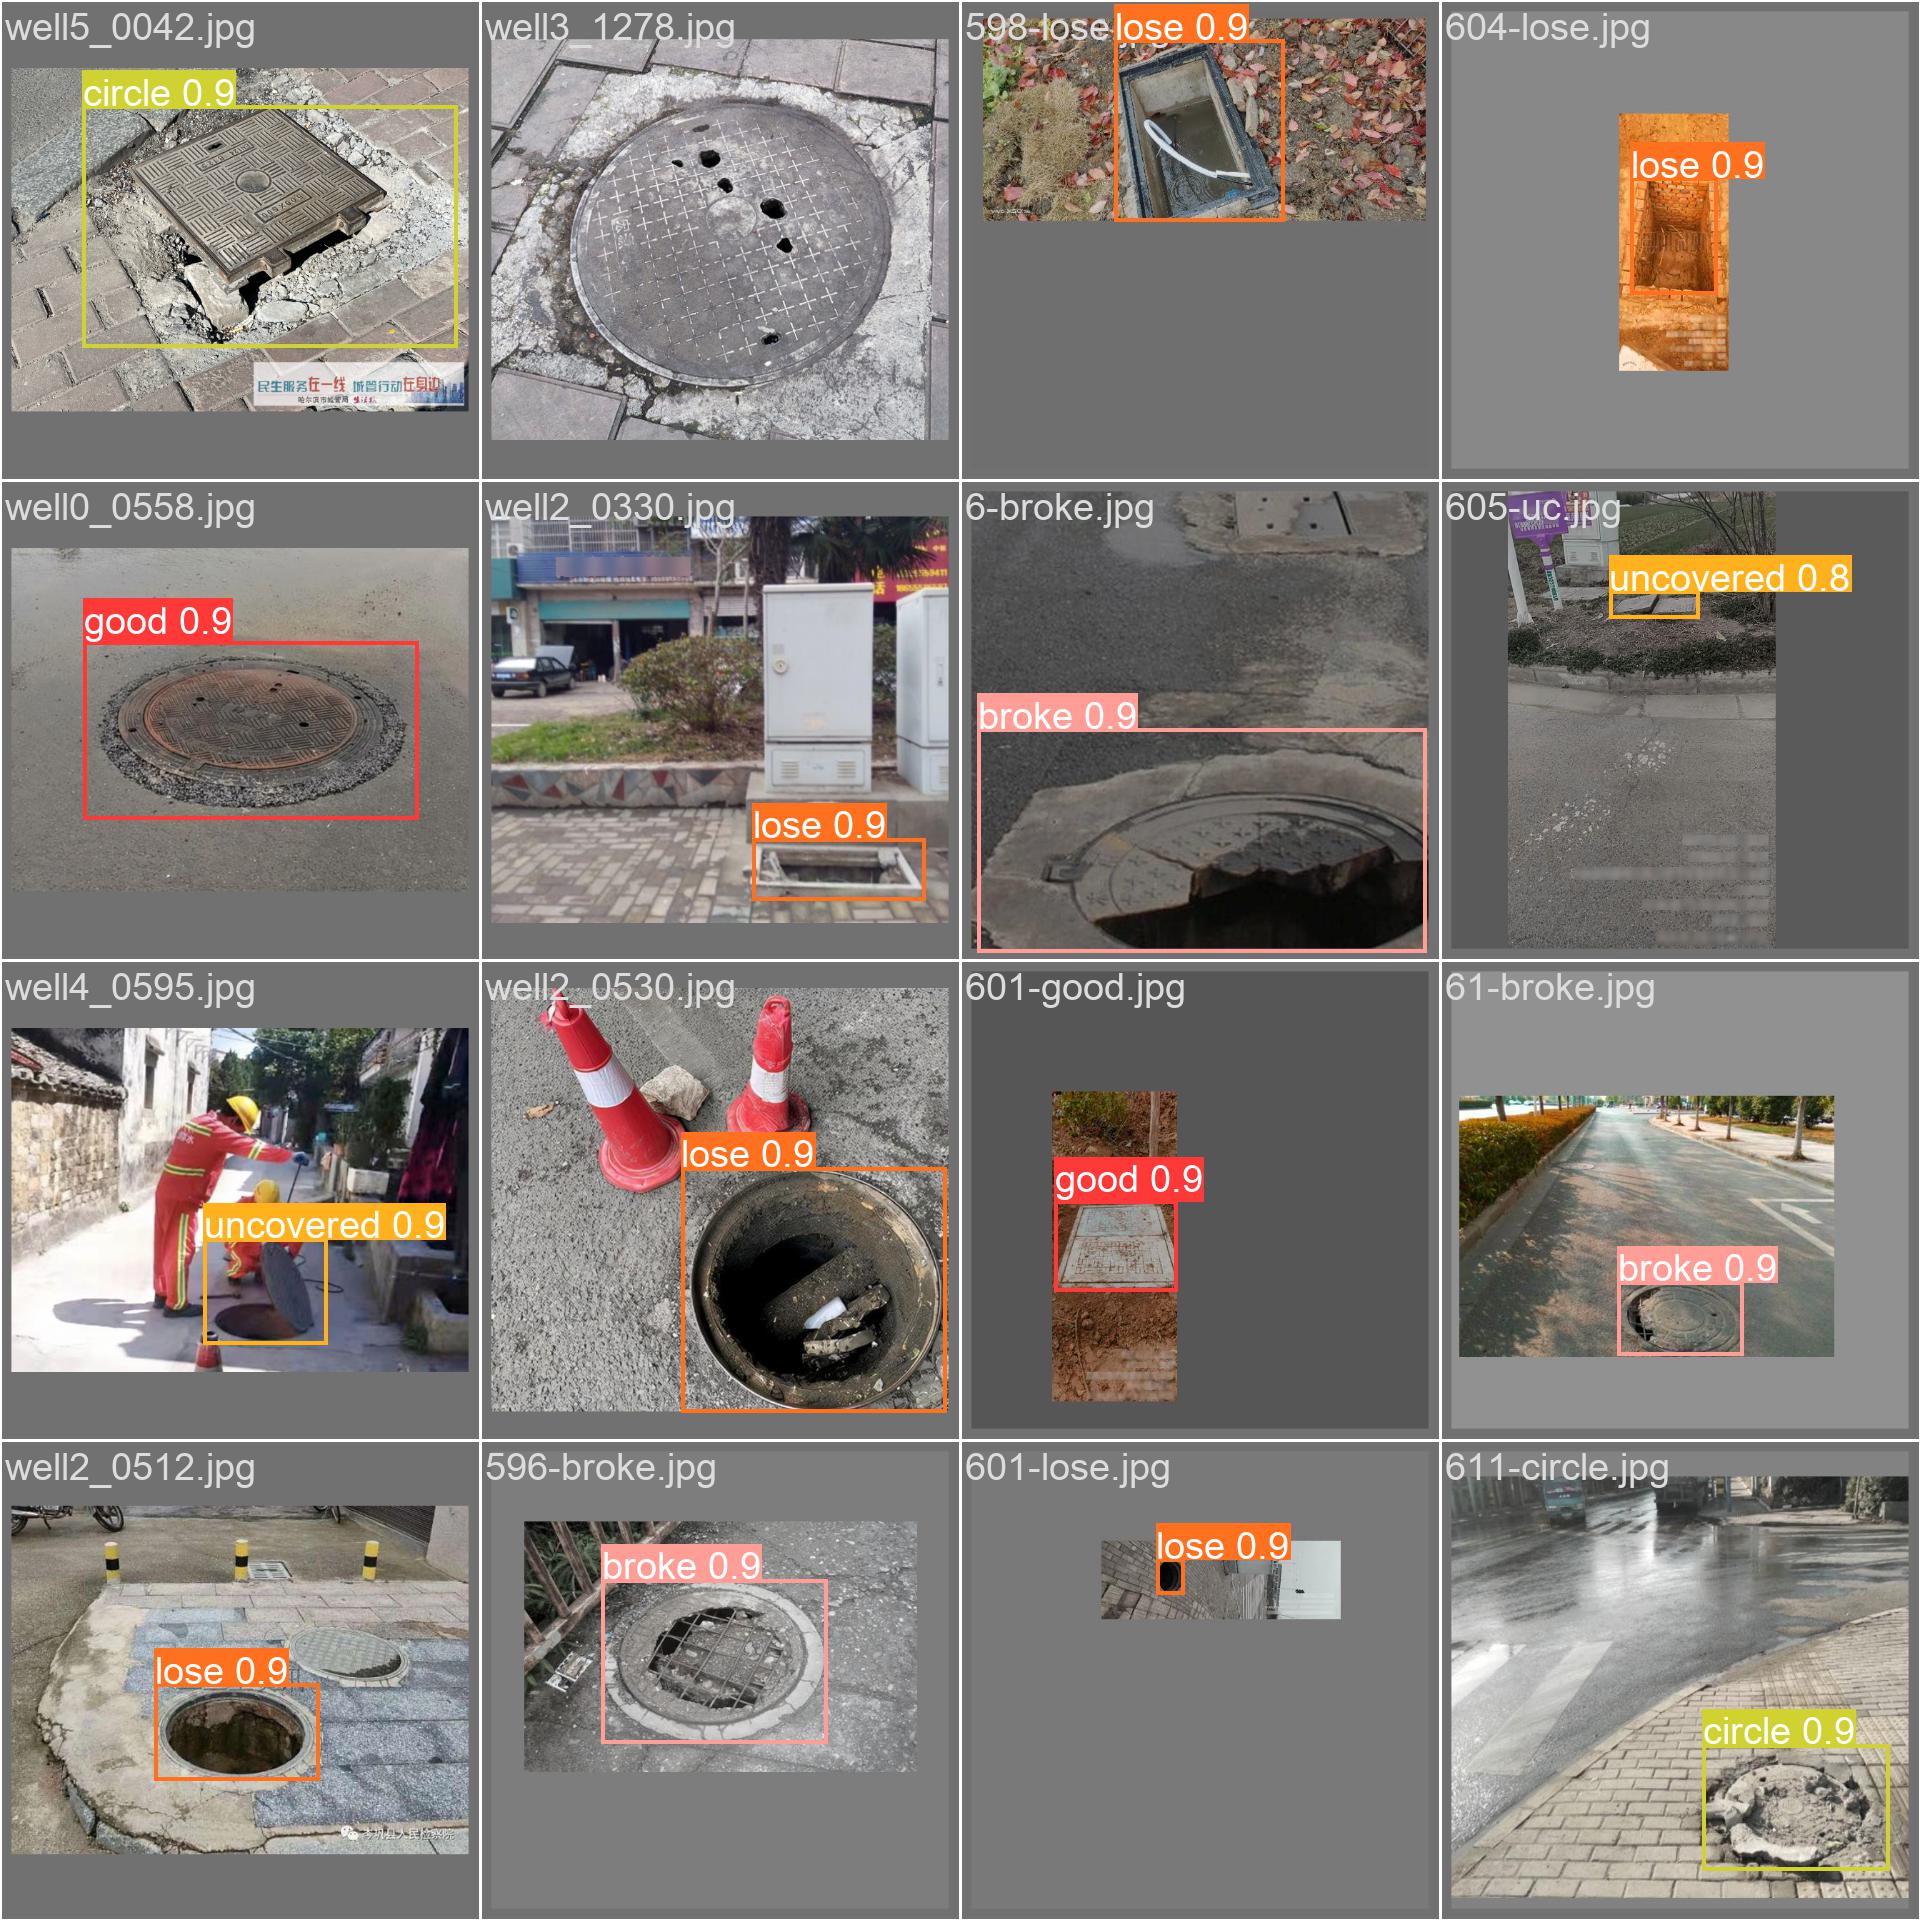 well5_0042.jpg
circle 0.9
民生服务在一线 城管行动在身边
哈尔滨市城管局
well3_1278.jpg
598-lose.jpg
lose 0.9
604-lose.jpg
lose 0.9
well0_0558.jpg
good 0.9
well2_0330.jpg
lose 0.9
6-broke.jpg
broke 0.9
605-uc.jpg
uncovered 0.8
well4_0595.jpg
uncovered 0.9
well2_0530.jpg
lose 0.9
601-good.jpg
good 0.9
61-broke.jpg
broke 0.9
well2_0512.jpg
lose 0.9
岑巩县人民检察院
596-broke.jpg
broke 0.9
601-lose.jpg
lose 0.9
611-circle.jpg
circle 0.9